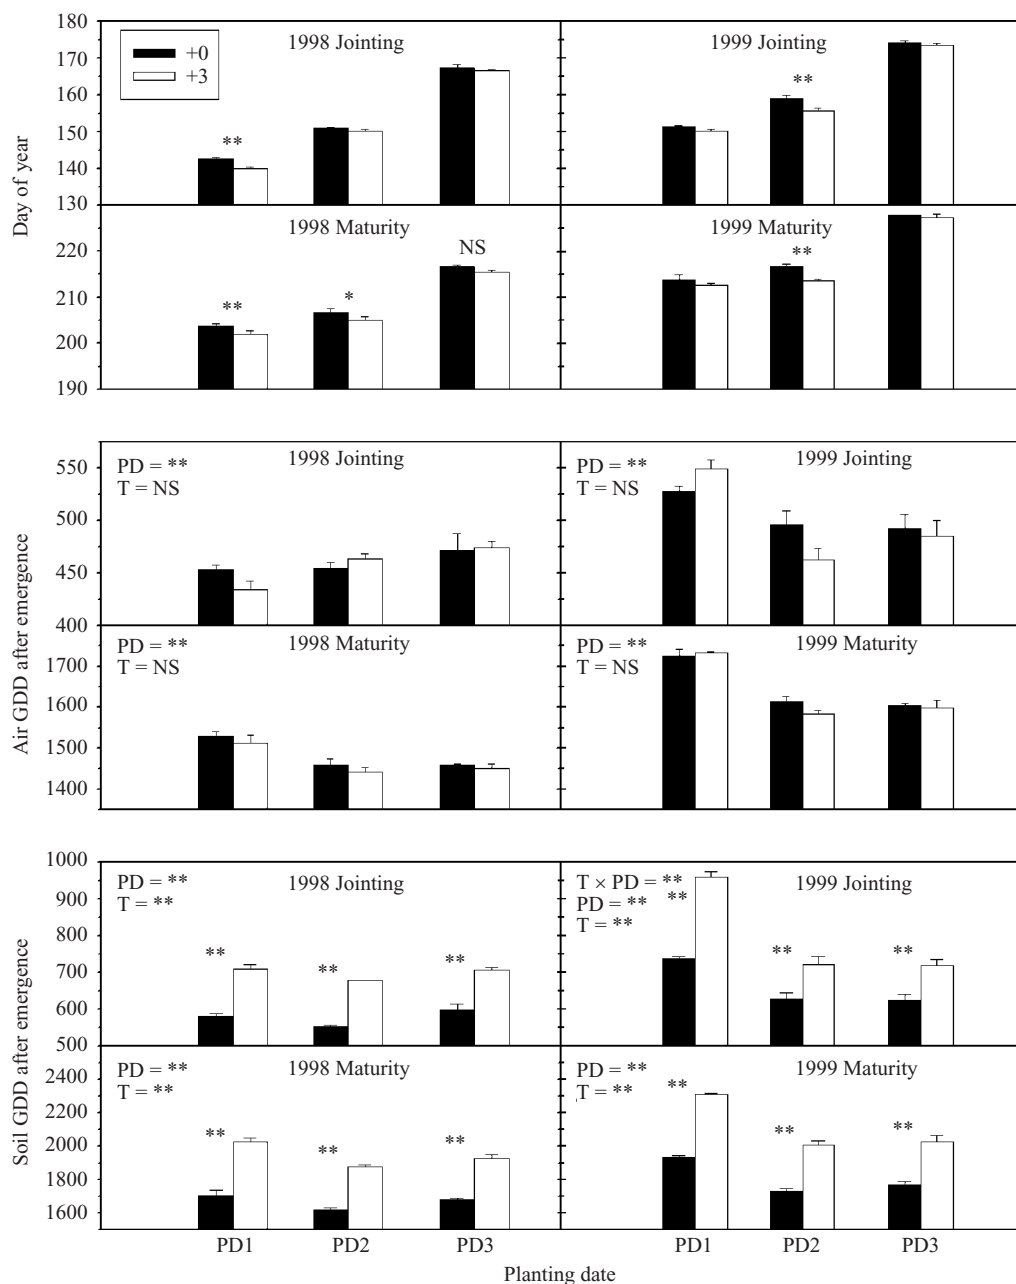 Day of year
180
170
160
150
140
130
+0
+3
1998 Jointing
**
1999 Jointing
**
220
210
200
190
1998 Maturity
**
*
NS
1999 Maturity
**
Air GDD after emergence
550
500
450
400
PD = **
T = NS
1998 Jointing
PD = **
T = NS
1999 Jointing
1700
1600
1500
1400
PD = **
T = NS
1998 Maturity
PD = **
T = NS
1999 Maturity
Soil GDD after emergence
1000
900
800
700
600
500
PD = **
T = **
1998 Jointing
**
**
**
T × PD = **
PD = **
T = **
1999 Jointing
**
**
**
2400
2200
2000
1800
1600
PD = **
T = **
1998 Maturity
**
**
**
PD = **
T = **
1999 Maturity
**
**
**
PD1 PD2 PD3 PD1 PD2 PD3
Planting date